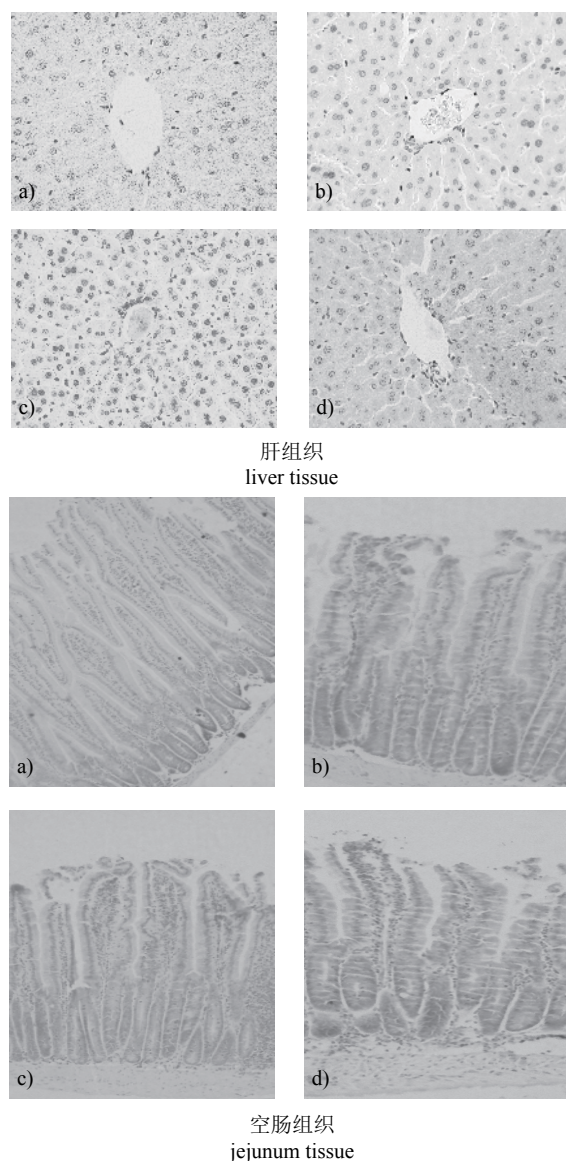 a)
b)
c)
d)
肝组织
liver tissue
a)
b)
c)
d)
空肠组织
jejunum tissue